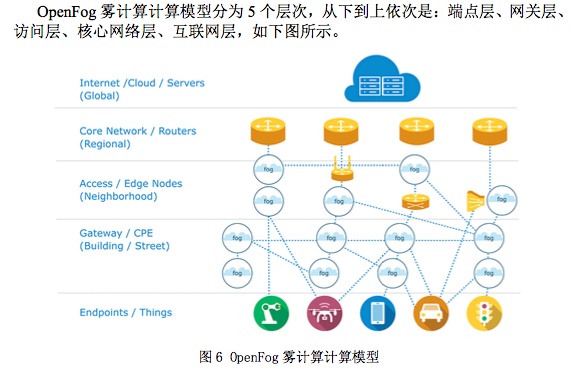 OpenFog 雾计算计算模型分为 5 个层次，从下到上依次是：端点层、网关层、
访问层、核心网络层、互联网层，如下图所示。
Internet /Cloud / Servers
(Global)
Core Network / Routers
(Regional)
fog
fog
Access / Edge Nodes
(Neighborhood)
fog
fog
fog
fog
Gateway / CPE
(Building / Street)
fog
fog
fog
fog
fog
fog
fog
fog
Endpoints / Things
图 6 OpenFog 雾计算计算模型